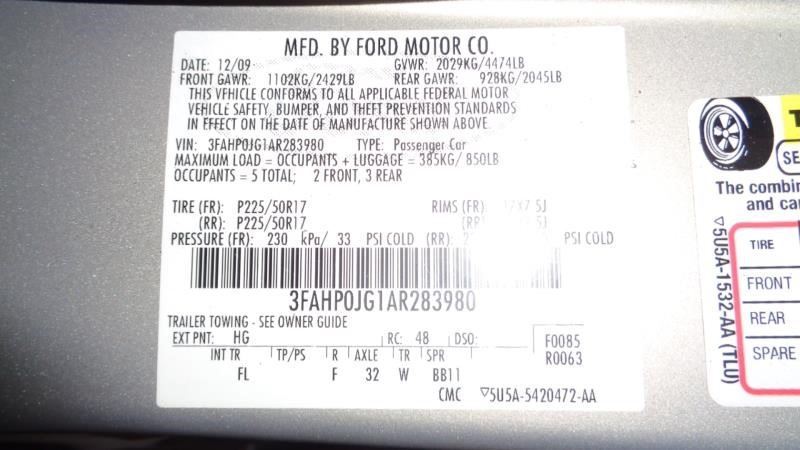 MFD. BY FORD MOTOR CO.
DATE: 12/09 GVWR: 2029KG/4474LB
FRONT GAWR: 1102KG/2429LB REAR GAWR: 928KG/2045LB
THIS VEHICLE CONFORMS TO ALL APPLICABLE FEDERAL MOTOR
VEHICLE SAFETY, BUMPER, AND THEFT PREVENTION STANDARDS
IN EFFECT ON THE DATE OF MANUFACTURE SHOWN ABOVE.
VIN: 3FAHP0JG1AR283980 TYPE: Passenger Car
MAXIMUM LOAD = OCCUPANTS + LUGGAGE = 385KG/ 850LB
OCCUPANTS = 5 TOTAL; 2 FRONT, 3 REAR
TIRE (FR): P225/50R17 RIMS (FR):
(RR): P225/50R17
PRESSURE (FR): 230 kPa/ 33 PSI COLD (RR): PSI COLD
3FAHP0JG1AR283980
TRAILER TOWING - SEE OWNER GUIDE
EXT PNT: HG RC: 48 DSO: F0085
R0063
INT TR TP/PS R AXLE TR SPR
FL F 32 W BB11
CMC ▽5U5A-5420472-AA
▽5U5A-1532-AA (TLU)
The
and
TIRE
FRONT
REAR
SPARE